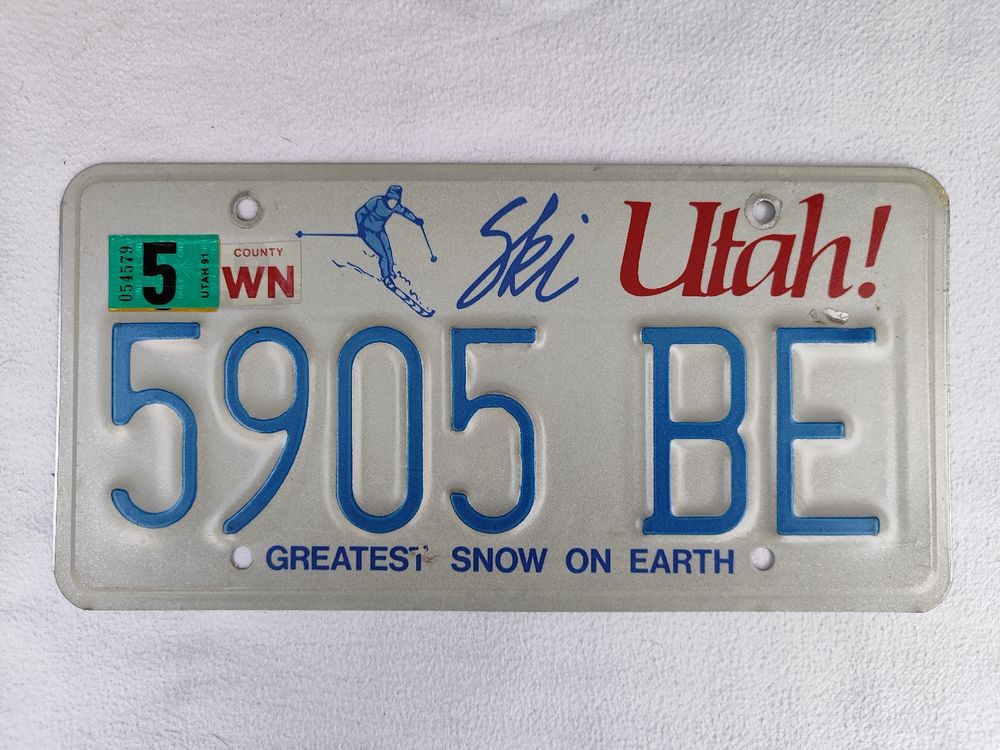 Ski Utah!
054579 5 UTAH 91
COUNTY
WN
5905 BE
GREATEST SNOW ON EARTH